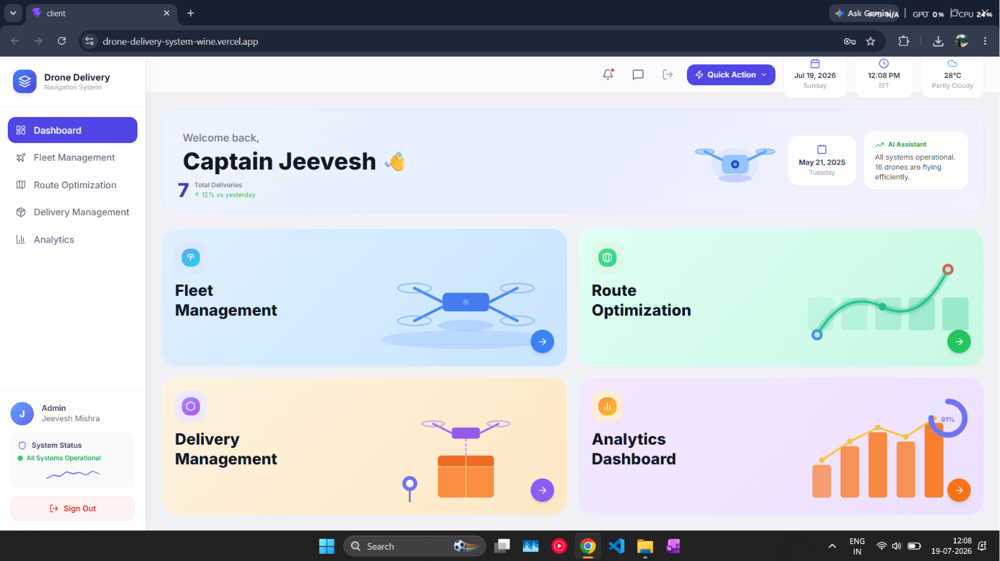 client
Ask Gemini
FPS N/A
GPU 0 %
CPU 24 %
drone-delivery-system-wine.vercel.app
Drone Delivery
Navigation System
Quick Action
Jul 19, 2026
Sunday
12:08 PM
IST
28°C
Partly Cloudy
Dashboard
Fleet Management
Route Optimization
Delivery Management
Analytics
Welcome back,
Captain Jeevesh 👋
7
Total Deliveries
↑ 12% vs yesterday
May 21, 2025
Tuesday
AI Assistant
All systems operational.
16 drones are flying
efficiently.
Fleet
Management
Route
Optimization
Delivery
Management
Analytics
Dashboard
91%
J
Admin
Jeevesh Mishra
System Status
All Systems Operational
Sign Out
Search
N
ENG
IN
12:08
19-07-2026